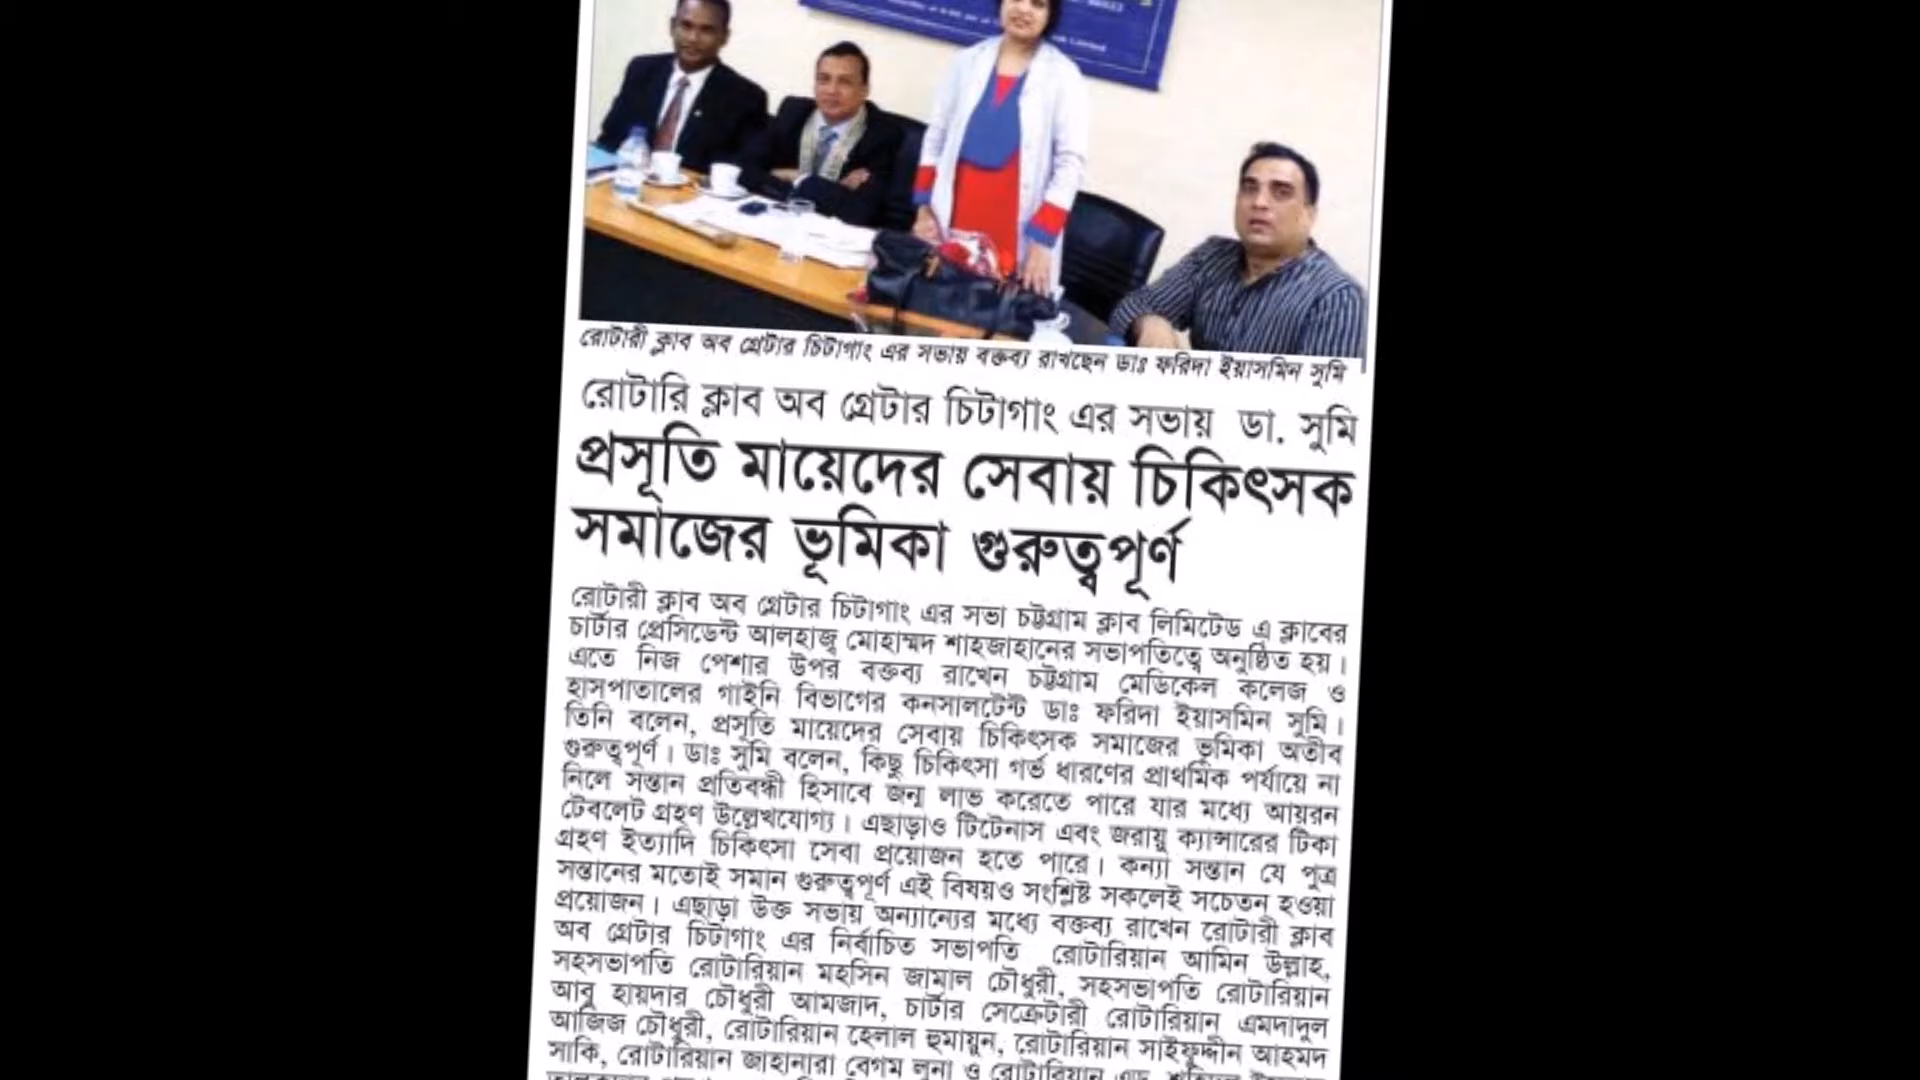 রোটারী ক্লাব অব গ্রেটার চিটাগাং এর সভায় বক্তব্য রাখছেন ডাঃ ফরিদা ইয়াসমিন সুমি
রোটারি ক্লাব অব গ্রেটার চিটাগাং এর সভায় ডা. সুমি
প্রসূতি মায়েদের সেবায় চিকিৎসক
সমাজের ভূমিকা গুরুত্বপূর্ণ
রোটারী ক্লাব অব গ্রেটার চিটাগাং এর সভা চট্টগ্রাম ক্লাব লিমিটেড এ ক্লাবের
চার্টার প্রেসিডেন্ট আলহাজ্ব মোহাম্মদ শাহজাহানের সভাপতিত্বে অনুষ্ঠিত হয়।
এতে নিজ পেশার উপর বক্তব্য রাখেন চট্টগ্রাম মেডিকেল কলেজ ও
হাসপাতালের গাইনি বিভাগের কনসালটেন্ট ডাঃ ফরিদা ইয়াসমিন সুমি।
তিনি বলেন, প্রসূতি মায়েদের সেবায় চিকিৎসক সমাজের ভূমিকা অতীব
গুরুত্বপূর্ণ। ডাঃ সুমি বলেন, কিছু চিকিৎসা গর্ভ ধারণের প্রাথমিক পর্যায়ে না
নিলে সন্তান প্রতিবন্ধী হিসাবে জন্ম লাভ করেতে পারে যার মধ্যে আয়রন
টেবলেট গ্রহণ উল্লেখযোগ্য। এছাড়াও টিটেনাস এবং জরায়ু ক্যান্সারের টিকা
গ্রহণ ইত্যাদি চিকিৎসা সেবা প্রয়োজন হতে পারে। কন্যা সন্তান যে পুত্র
সন্তানের মতোই সমান গুরুত্বপূর্ণ এই বিষয়ও সংশ্লিষ্ট সকলেই সচেতন হওয়া
প্রয়োজন। এছাড়া উক্ত সভায় অন্যান্যের মধ্যে বক্তব্য রাখেন রোটারী ক্লাব
অব গ্রেটার চিটাগাং এর নির্বাচিত সভাপতি রোটারিয়ান আমিন উল্লাহ,
সহসভাপতি রোটারিয়ান মহসিন জামাল চৌধুরী, সহসভাপতি রোটারিয়ান
আবু হায়দার চৌধুরী আমজাদ, চার্টার সেক্রেটারী রোটারিয়ান এমদাদুল
আজিজ চৌধুরী, রোটারিয়ান হেলাল হুমায়ুন, রোটারিয়ান সাইফুদ্দীন আহমদ
সাকি, রোটারিয়ান জাহানারা বেগম লুনা ও রোটারিয়ান এড.